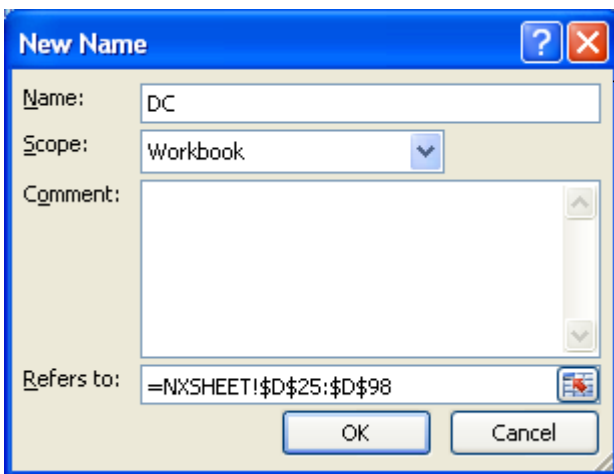 New Name
?
Name: DC
Scope: Workbook
Comment:
Refers to: =NXSHEET!$D$25:$D$98
OK Cancel